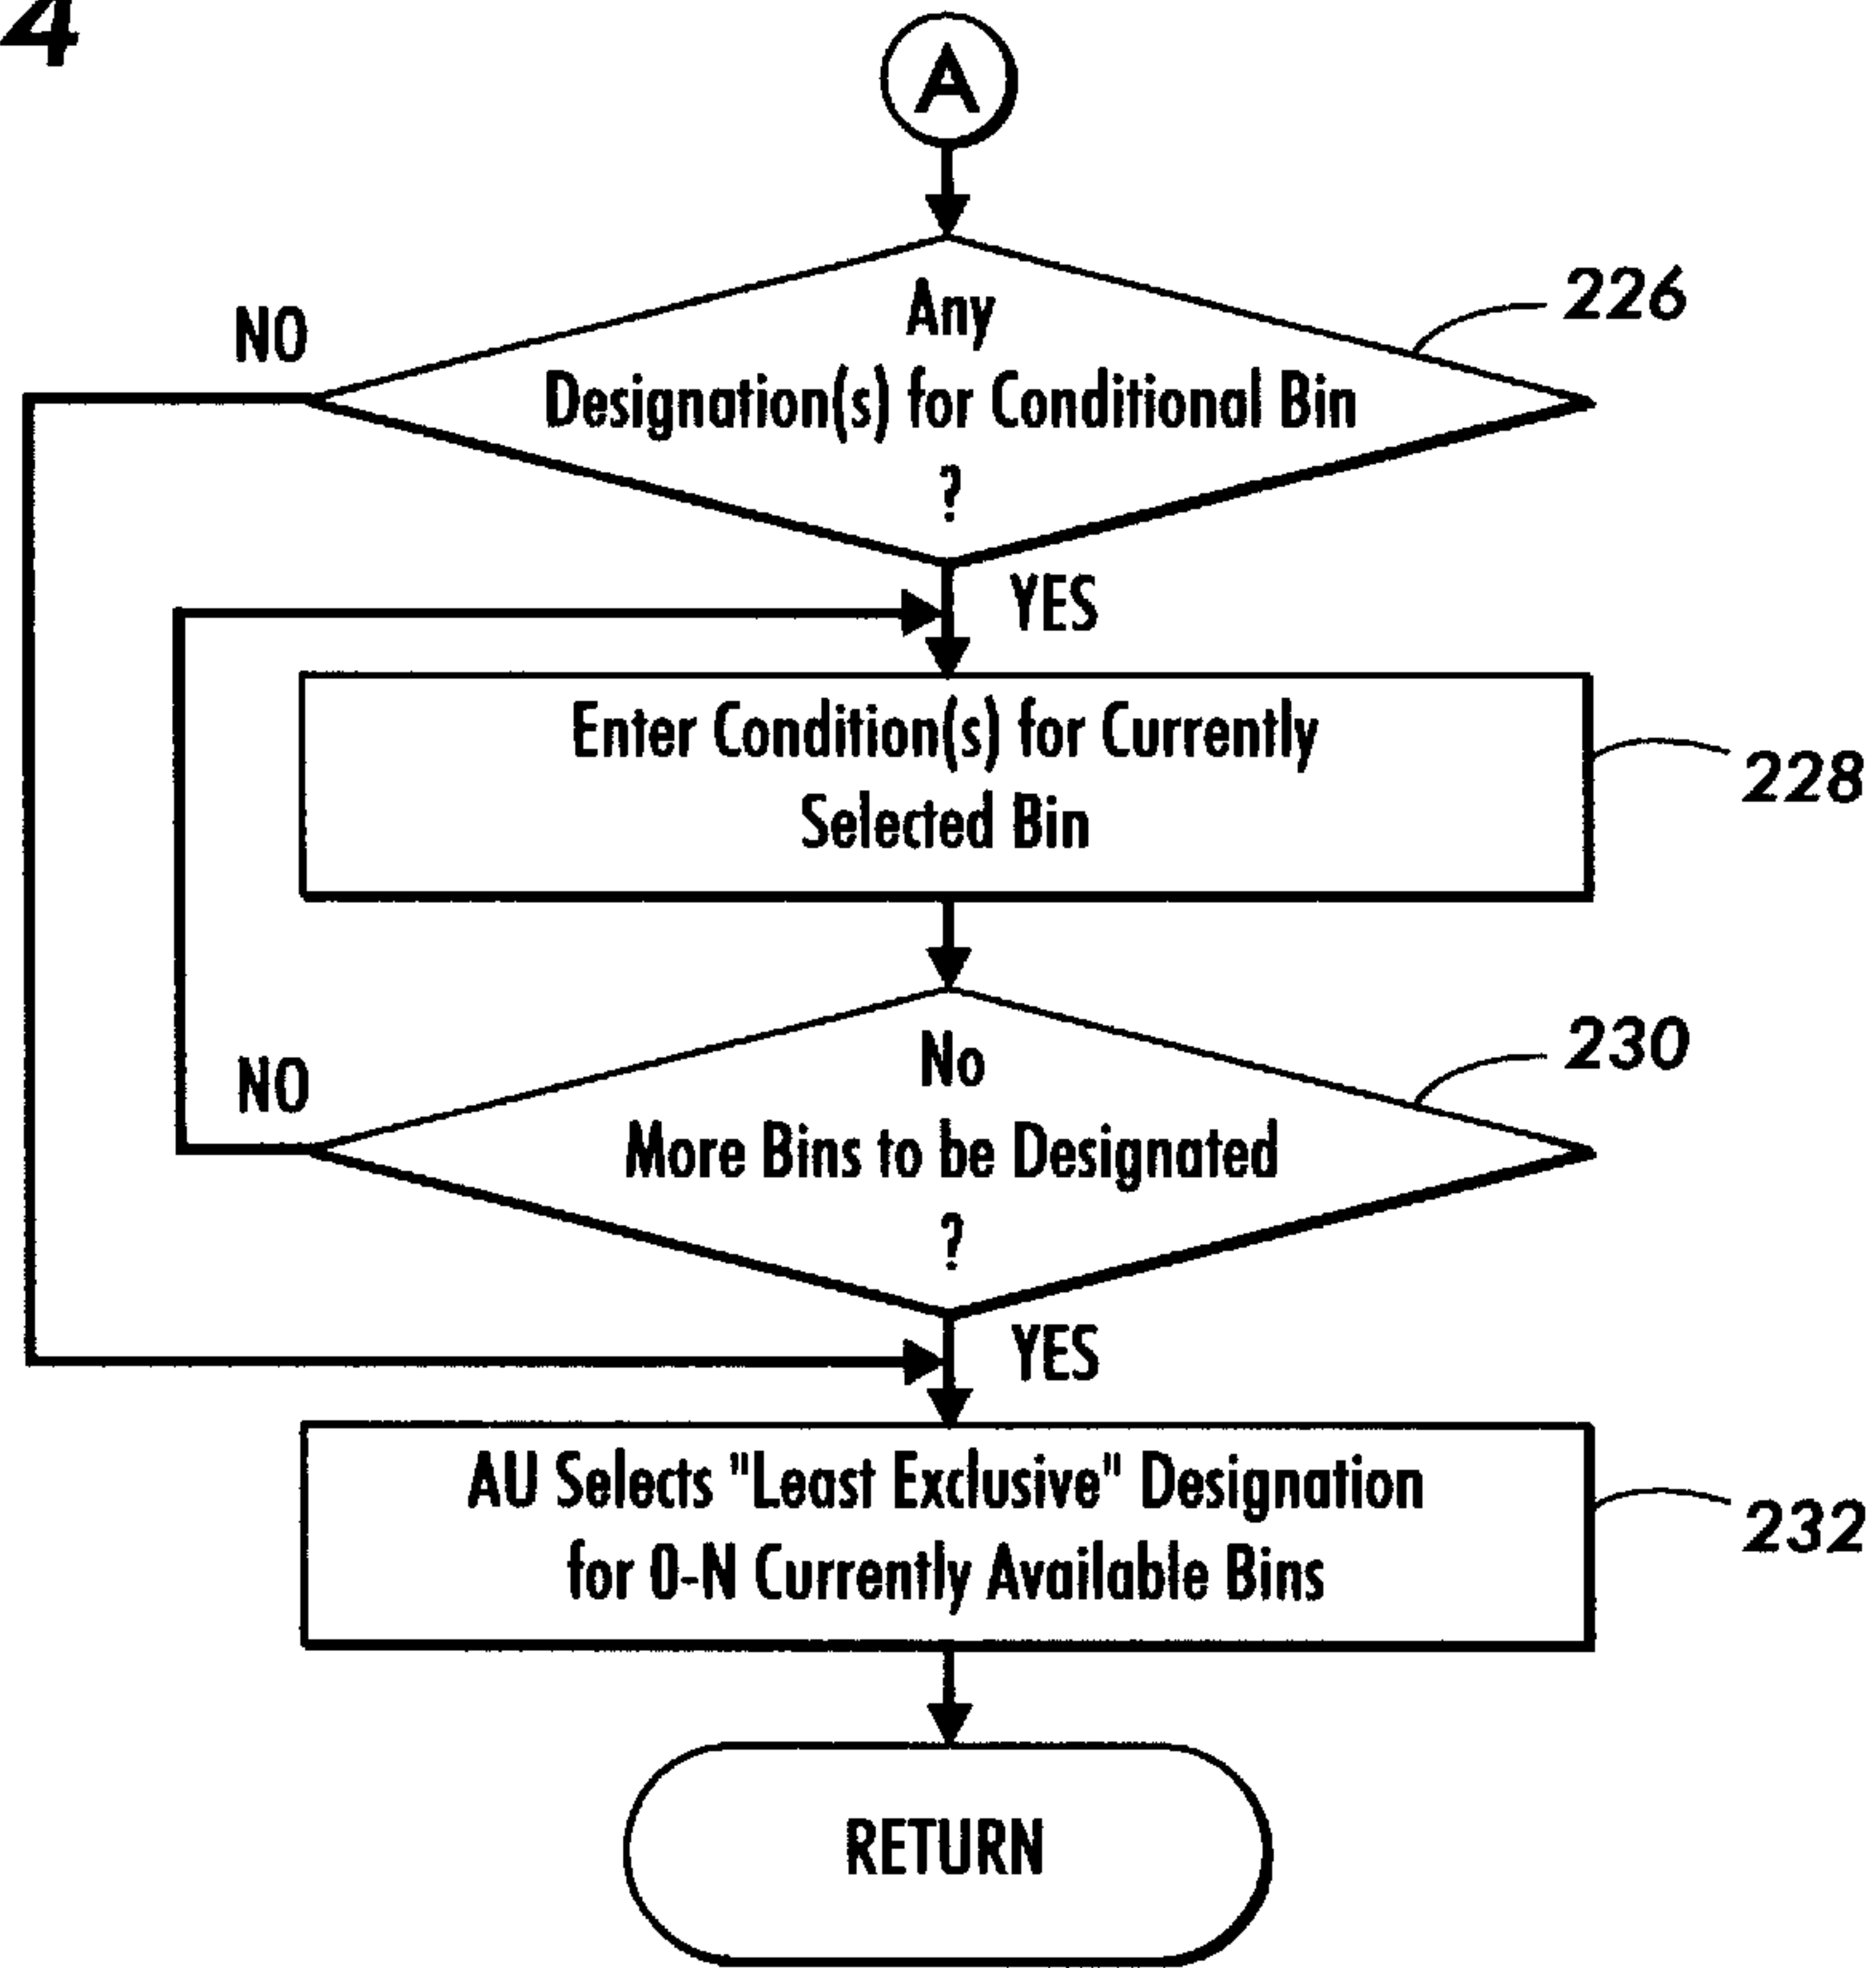 4
A
Any
Designation(s) for Conditional Bin
?
226
NO
YES
Enter Condition(s) for Currently
Selected Bin
228
No
More Bins to be Designated
?
230
NO
YES
AU Selects "Least Exclusive" Designation
for 0-N Currently Available Bins
232
RETURN